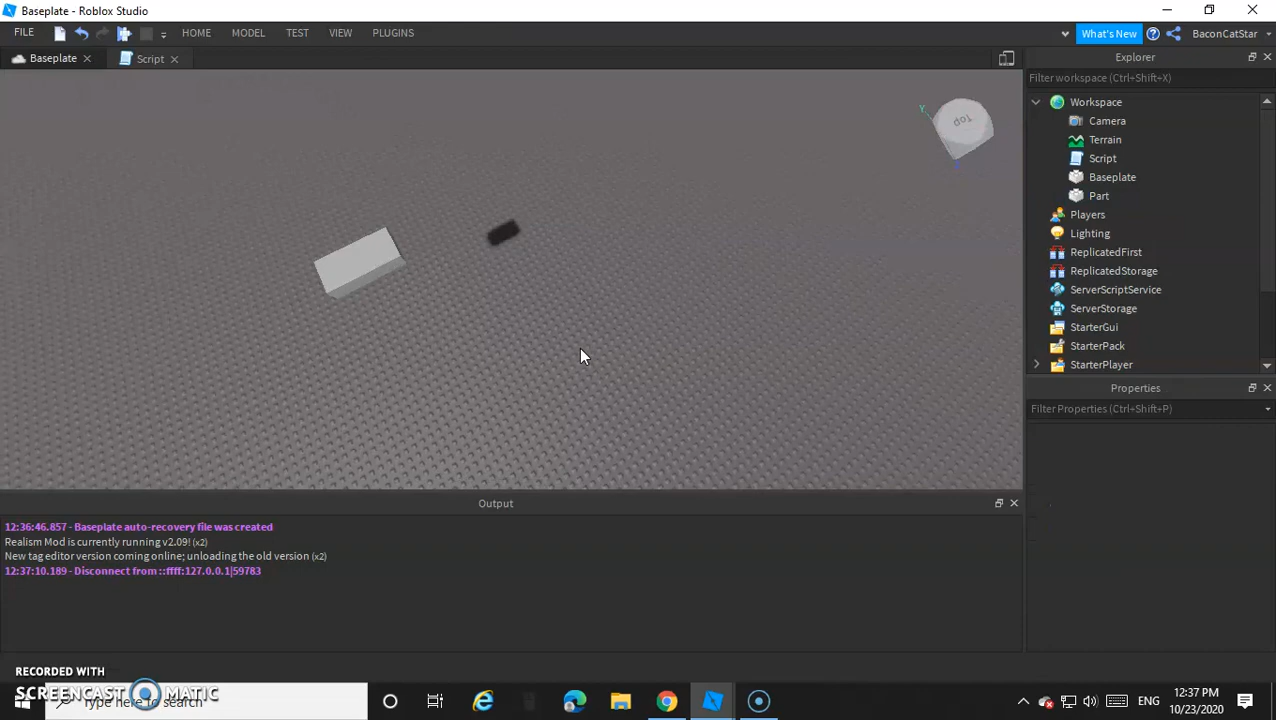 Baseplate - Roblox Studio
FILE HOME MODEL TEST VIEW PLUGINS What's New BaconCatStar
Baseplate Script
Top
Y
Z
Explorer
Filter workspace (Ctrl+Shift+X)
Workspace
Camera
Terrain
Script
Baseplate
Part
Players
Lighting
ReplicatedFirst
ReplicatedStorage
ServerScriptService
ServerStorage
StarterGui
StarterPack
StarterPlayer
Properties
Filter Properties (Ctrl+Shift+P)
Output
12:36:46.857 - Baseplate auto-recovery file was created
Realism Mod is currently running v2.09! (x2)
New tag editor version coming online; unloading the old version (x2)
12:37:10.189 - Disconnect from ::ffff:127.0.0.1|59783
RECORDED WITH
SCREENCAST MATIC
Type here to search
ENG
12:37 PM
10/23/2020